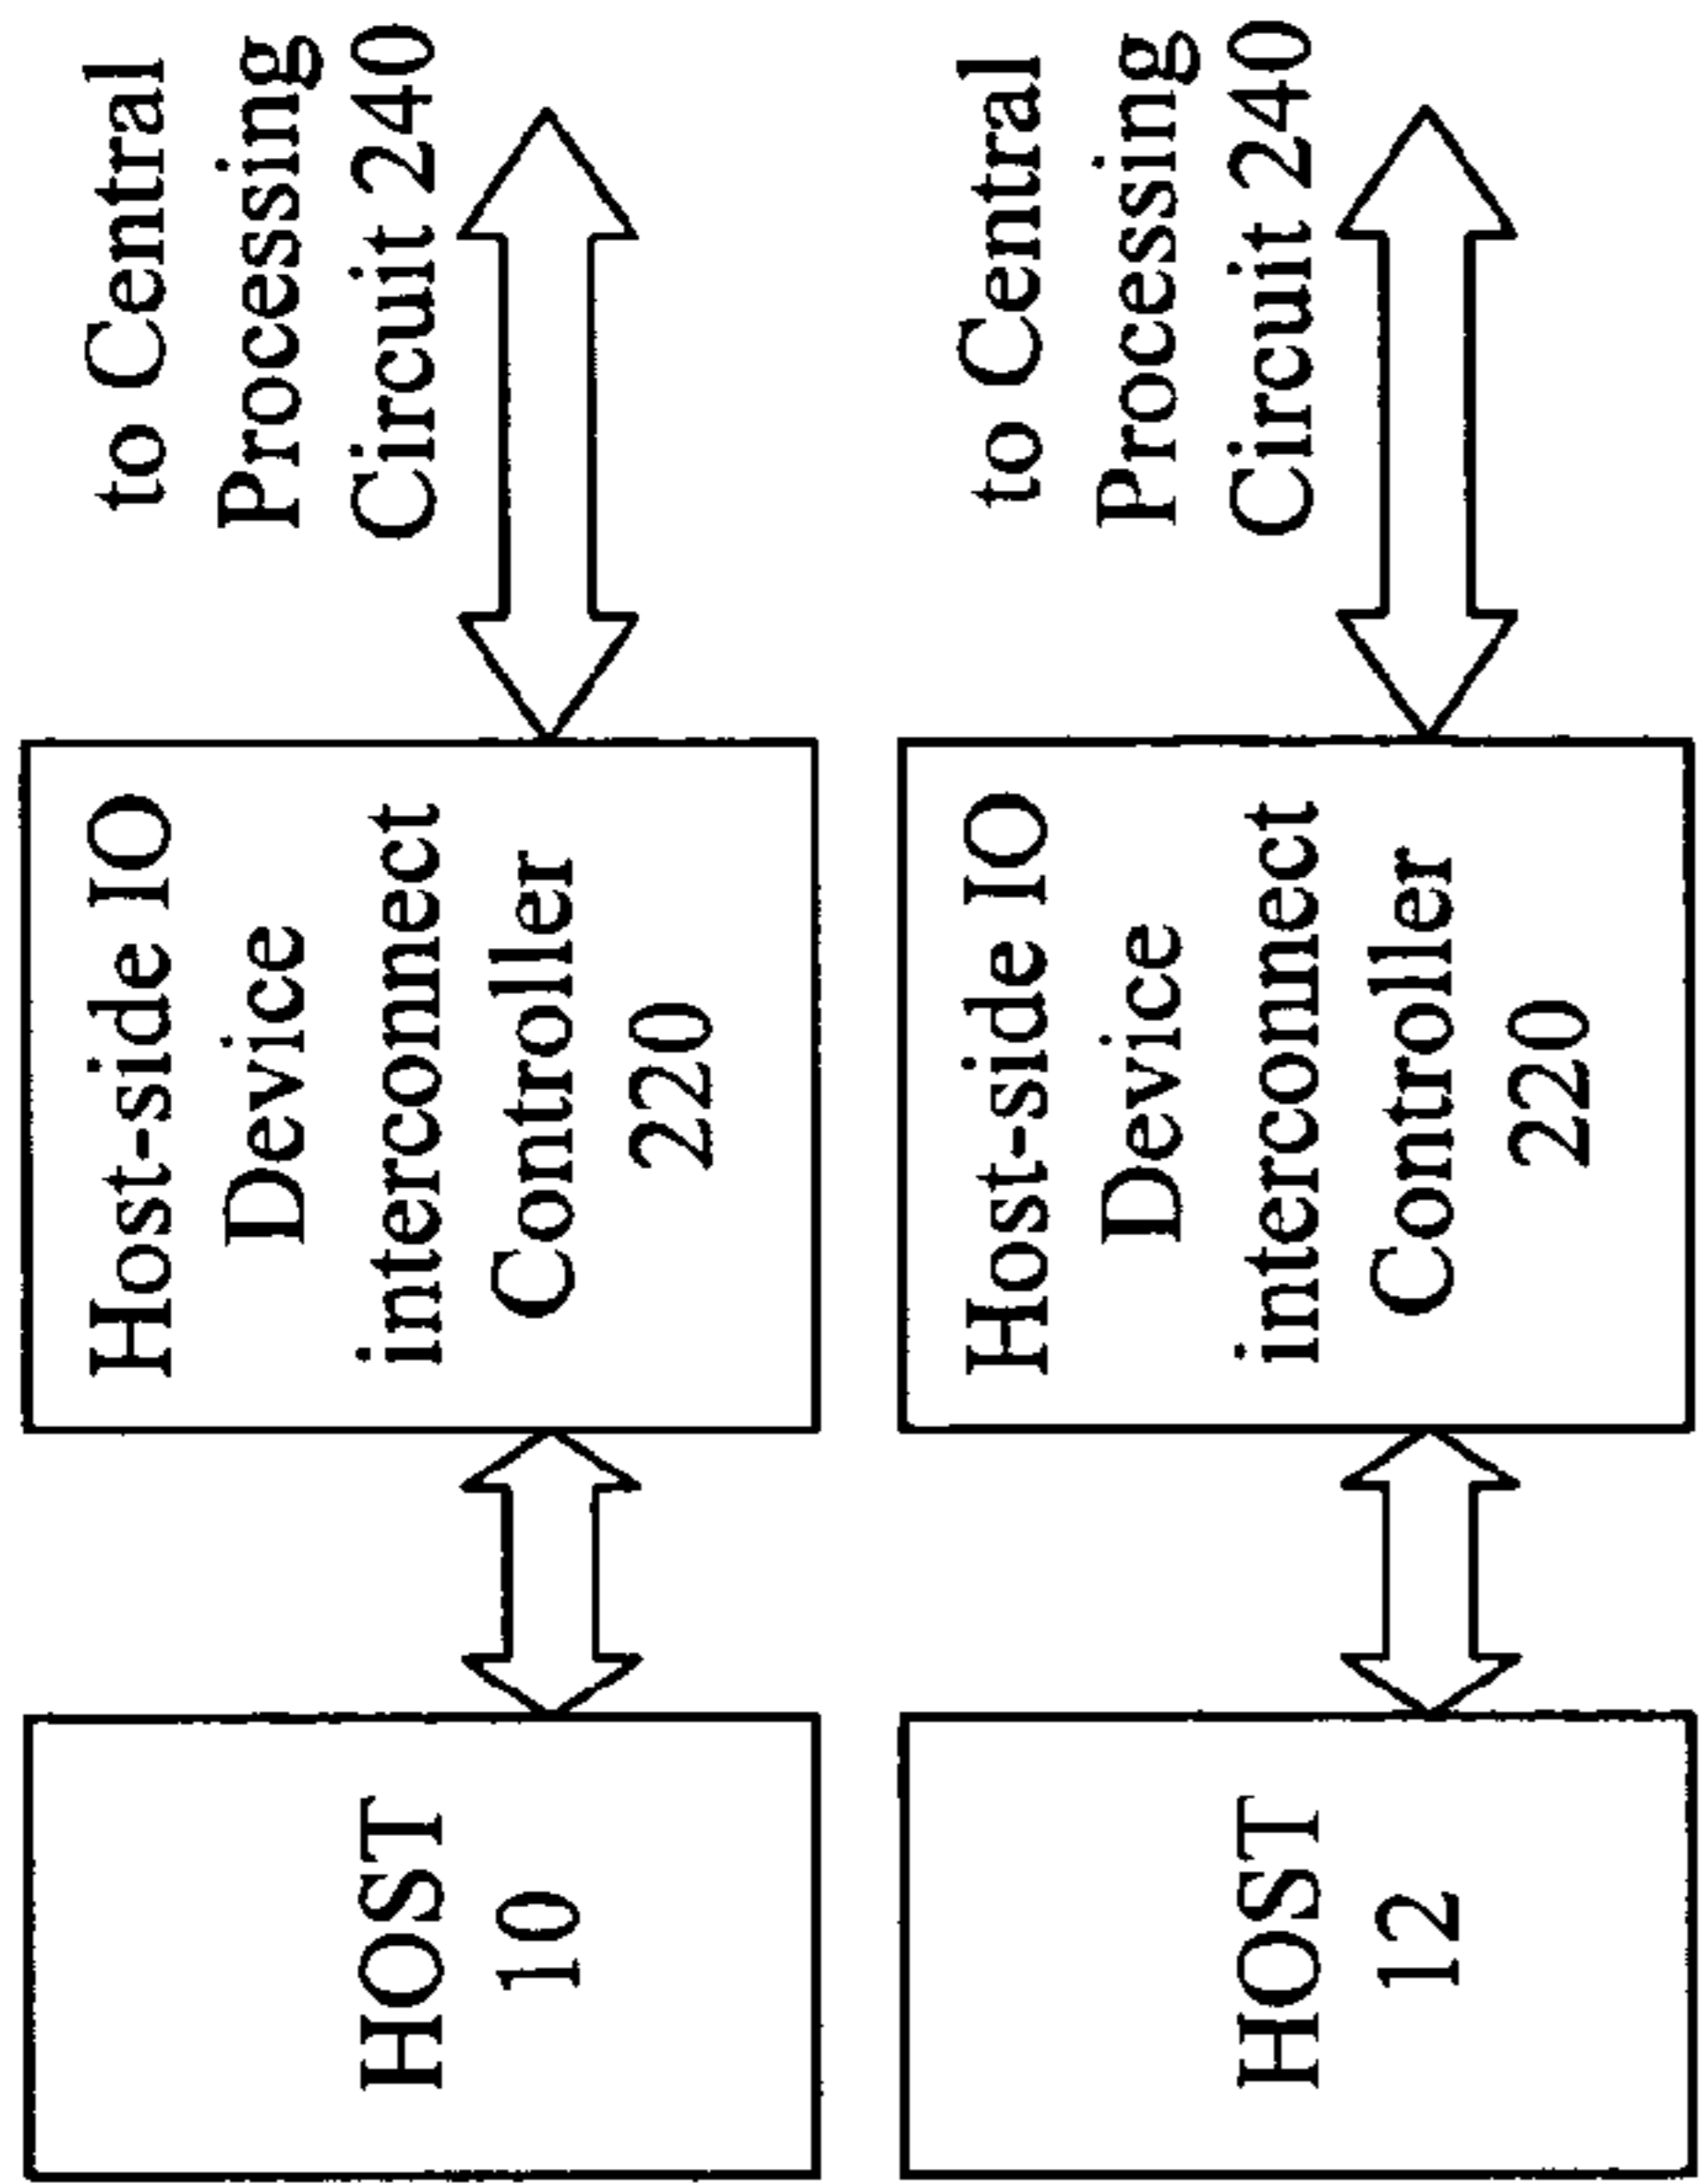 HOST
10
Host-side IO
Device
interconnect
Controller
220
to Central
Processing
Circuit 240
HOST
12
Host-side IO
Device
interconnect
Controller
220
to Central
Processing
Circuit 240